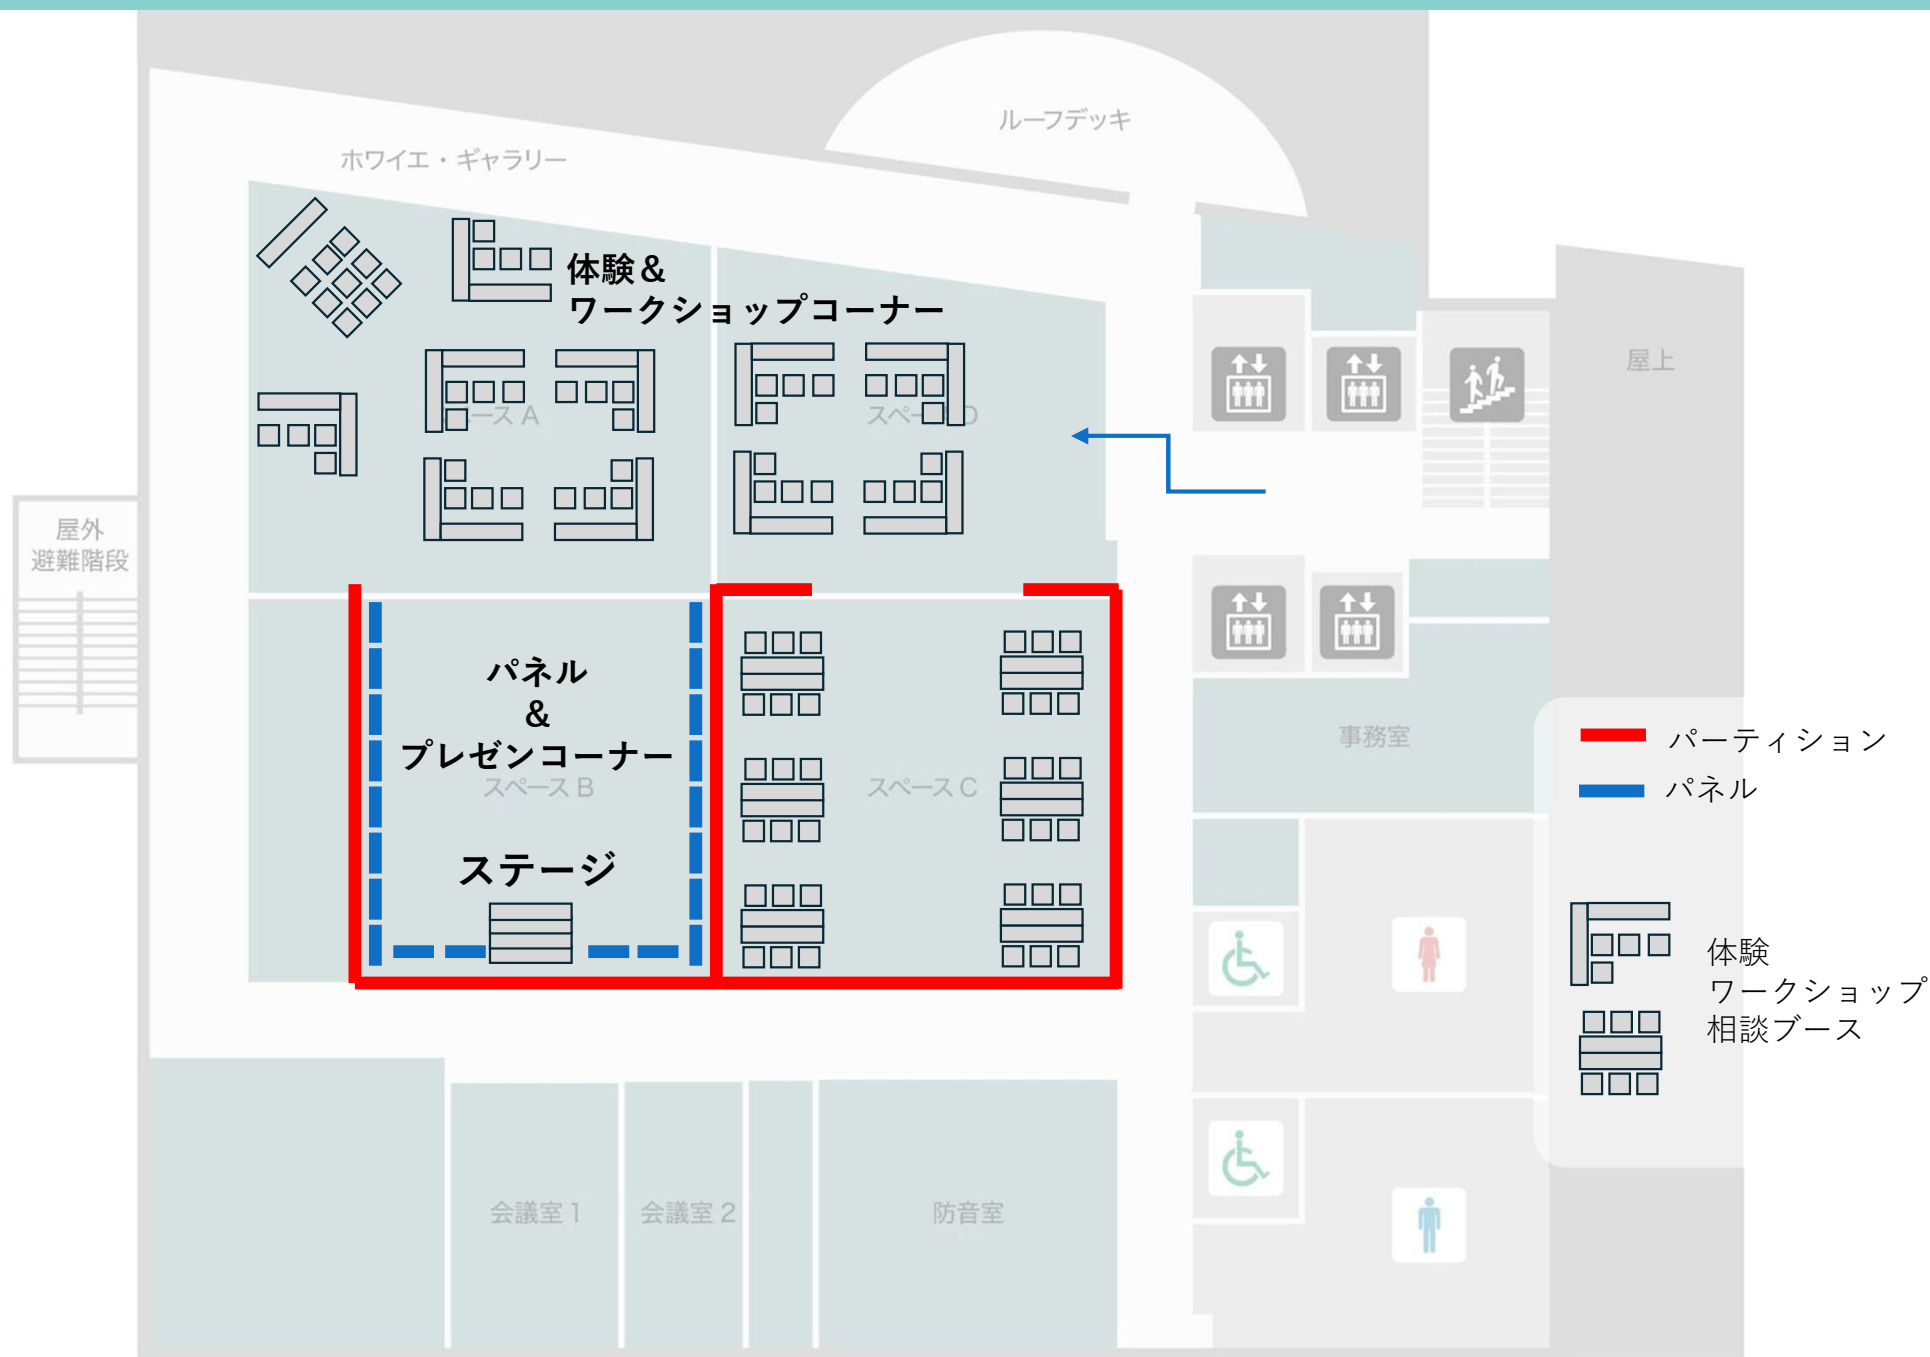 ルーフデッキ
ホワイエ・ギャラリー
体験＆
ワークショップコーナー
屋上
ース A
スペー D
屋外
避難階段
パネル
&
プレゼンコーナー
スペース B
スペース C
事務室
パーティション
パネル
ステージ
体験
ワークショップ
相談ブース
会議室 1
会議室 2
防音室